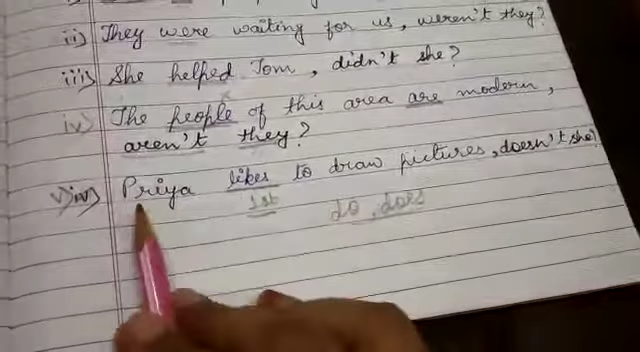 ii) They were waiting for us, weren't they?
iii) She helped Tom, didn't she?
iv) The people of this area are modern,
aren't they?
v) Priya likes to draw pictures, doesn't she?
1st do, does